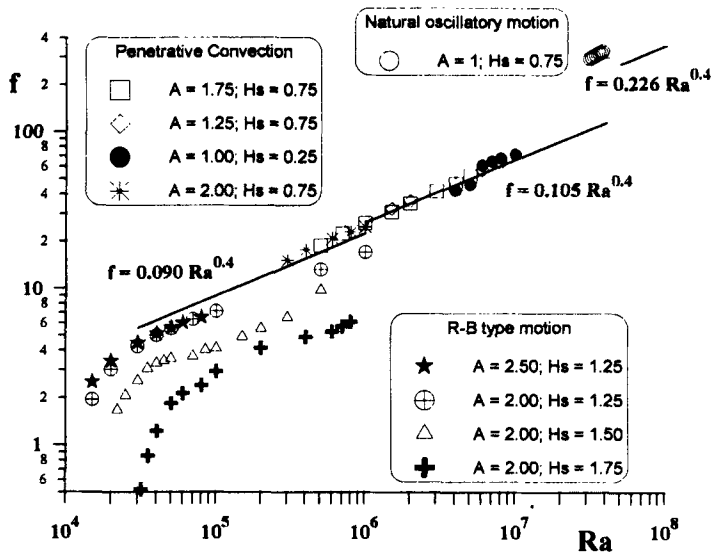 Natural oscillatory motion
A = 1; Hs = 0.75
Penetrative Convection
A = 1.75; Hs = 0.75
A = 1.25; Hs = 0.75
A = 1.00; Hs = 0.25
A = 2.00; Hs = 0.75
f = 0.226 Ra^0.4
f = 0.105 Ra^0.4
f = 0.090 Ra^0.4
R-B type motion
A = 2.50; Hs = 1.25
A = 2.00; Hs = 1.25
A = 2.00; Hs = 1.50
A = 2.00; Hs = 1.75
f
4
2
100
8
6
4
2
10
8
6
4
2
1
8
6
10^4
10^5
10^6
10^7
10^8
Ra